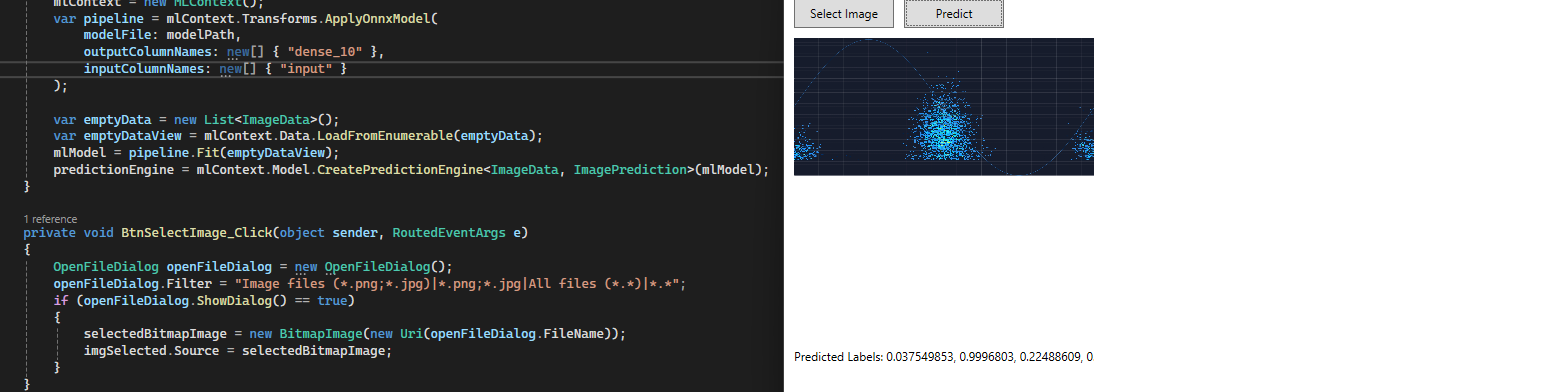 mlContext = new MLContext();
var pipeline = mlContext.Transforms.ApplyOnnxModel(
    modelFile: modelPath,
    outputColumnNames: new[] { "dense_10" },
    inputColumnNames: new[] { "input" }
);
var emptyData = new List<ImageData>();
var emptyDataView = mlContext.Data.LoadFromEnumerable(emptyData);
mlModel = pipeline.Fit(emptyDataView);
predictionEngine = mlContext.Model.CreatePredictionEngine<ImageData, ImagePrediction>(mlModel);
}
1 reference
private void BtnSelectImage_Click(object sender, RoutedEventArgs e)
{
    OpenFileDialog openFileDialog = new OpenFileDialog();
    openFileDialog.Filter = "Image files (*.png;*.jpg)|*.png;*.jpg|All files (*.*)|*.*";
    if (openFileDialog.ShowDialog() == true)
    {
        selectedBitmapImage = new BitmapImage(new Uri(openFileDialog.FileName));
        imgSelected.Source = selectedBitmapImage;
    }
}
Select Image
Predict
Predicted Labels: 0.037549853, 0.9996803, 0.22488609, 0